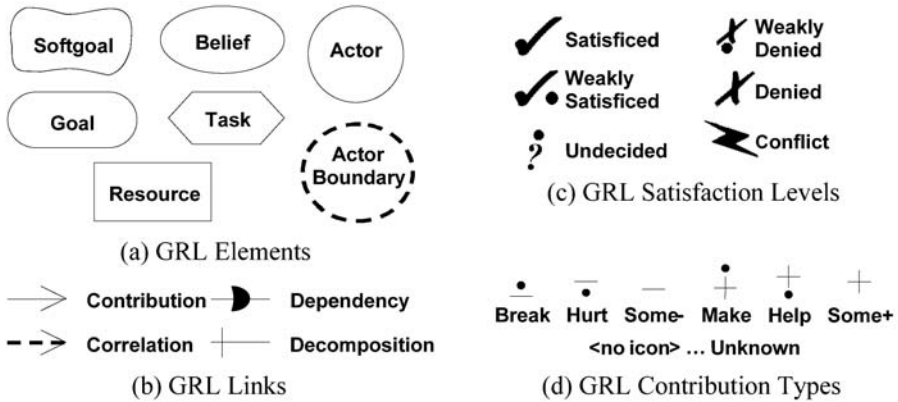 Softgoal
Belief
Actor
Goal
Task
Actor
Boundary
Resource
(a) GRL Elements
Contribution
Dependency
Correlation
Decomposition
(b) GRL Links
Satisficed
Weakly
Denied
Weakly
Satisficed
Denied
Undecided
Conflict
(c) GRL Satisfaction Levels
Break Hurt Some- Make Help Some+
<no icon> ... Unknown
(d) GRL Contribution Types